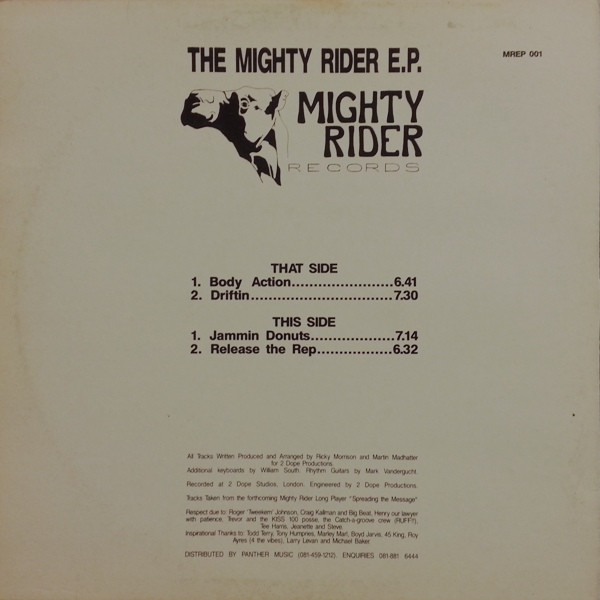 THE MIGHTY RIDER E.P.
MREP 001
MIGHTY
RIDER
RECORDS
THAT SIDE
1. Body Action.......................6.41
2. Driftin................................7.30
THIS SIDE
1. Jammin Donuts...................7.14
2. Release the Rep.................6.32
All Tracks Written Produced and Arranged by Ricky Morrison and Martin Madhatter
for 2 Dope Productions.
Additional keyboards by William South. Rhythm Guitars by Mark Vandergucht.
Recorded at 2 Dope Studios, London. Engineered by 2 Dope Productions.
Tracks Taken from the forthcoming Mighty Rider Long Player "Spreading the Message"
Respect due to: Roger 'Tweekem' Johnson, Craig Kallman and Big Beat, Henry our lawyer
with patience, Trevor and the KISS 100 posse, the Catch-a-groove crew (RUFF!!),
Tee Harris, Jeanette and Steve.
Inspirational Thanks to: Todd Terry, Tony Humpries, Marley Marl, Boyd Jarvis, 45 King, Roy
Ayres (4 the vibes), Larry Levan and Michael Baker.
DISTRIBUTED BY PANTHER MUSIC (081-459-1212). ENQUIRIES 081-881 6444